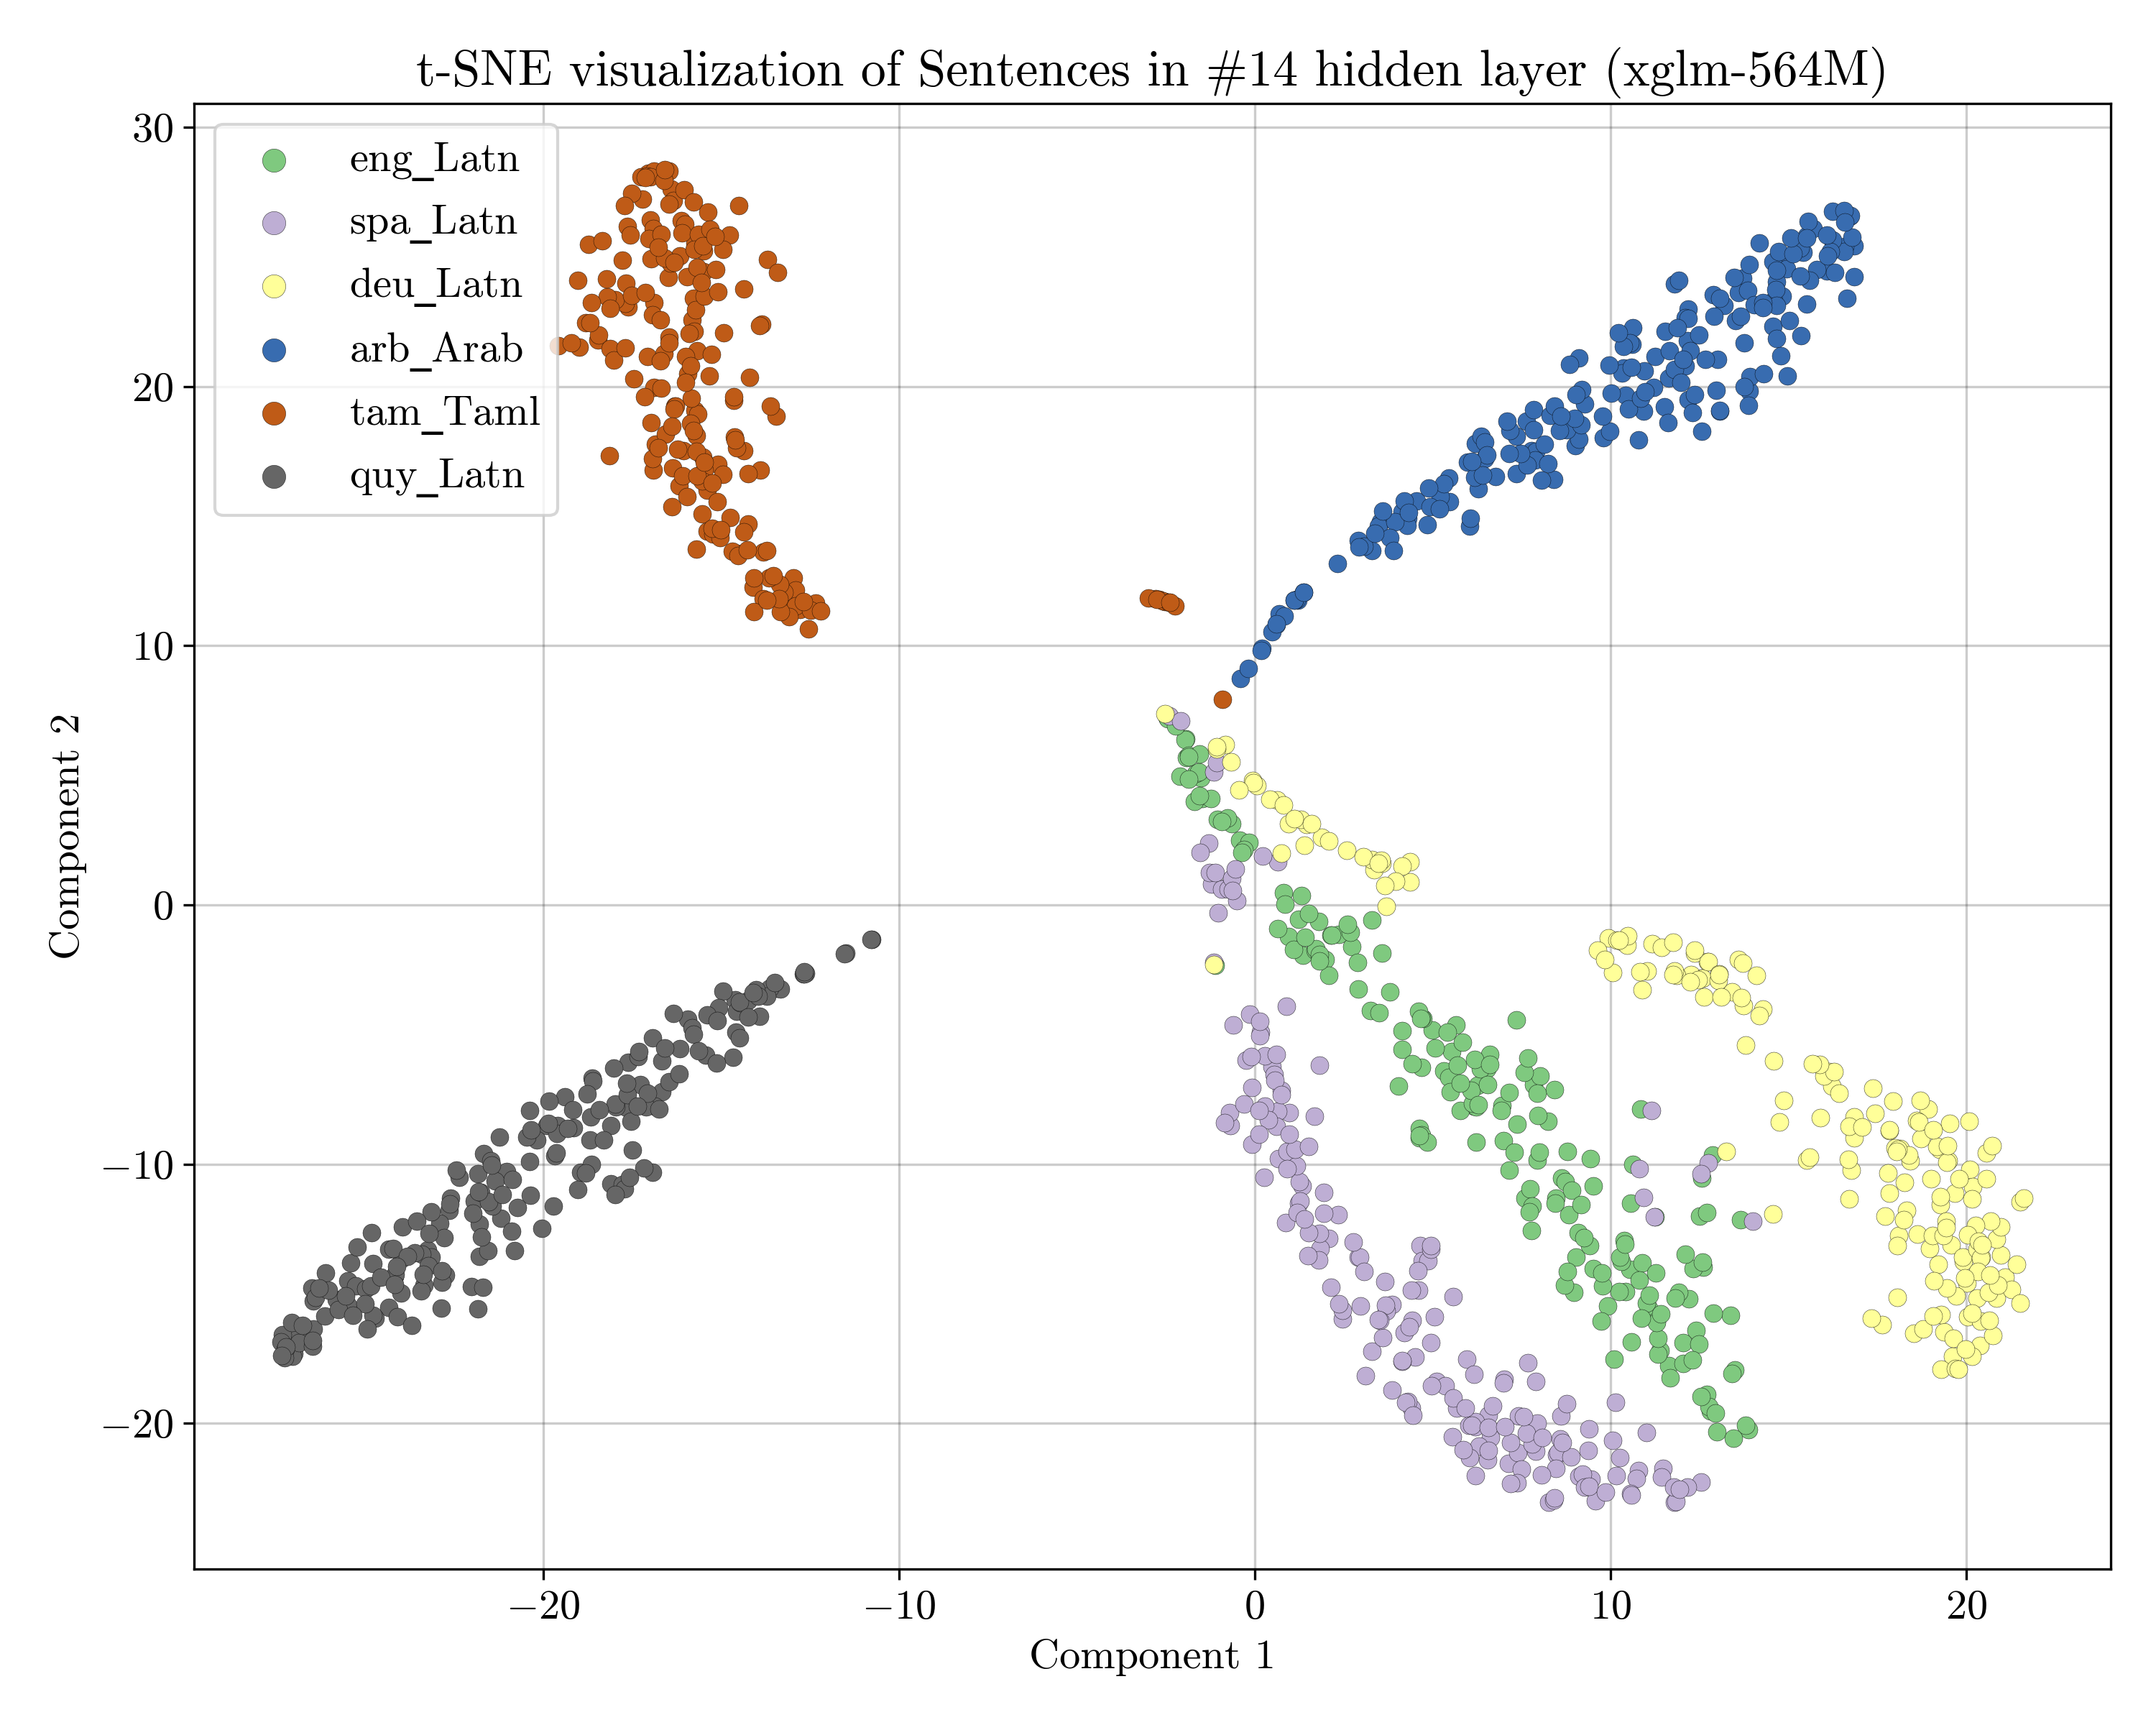 t-SNE visualization of Sentences in #14 hidden layer (xglm-564M)
30
20
10
0
−10
−20
Component 2
eng_Latn
spa_Latn
deu_Latn
arb_Arab
tam_Taml
quy_Latn
−20
−10
0
10
20
Component 1